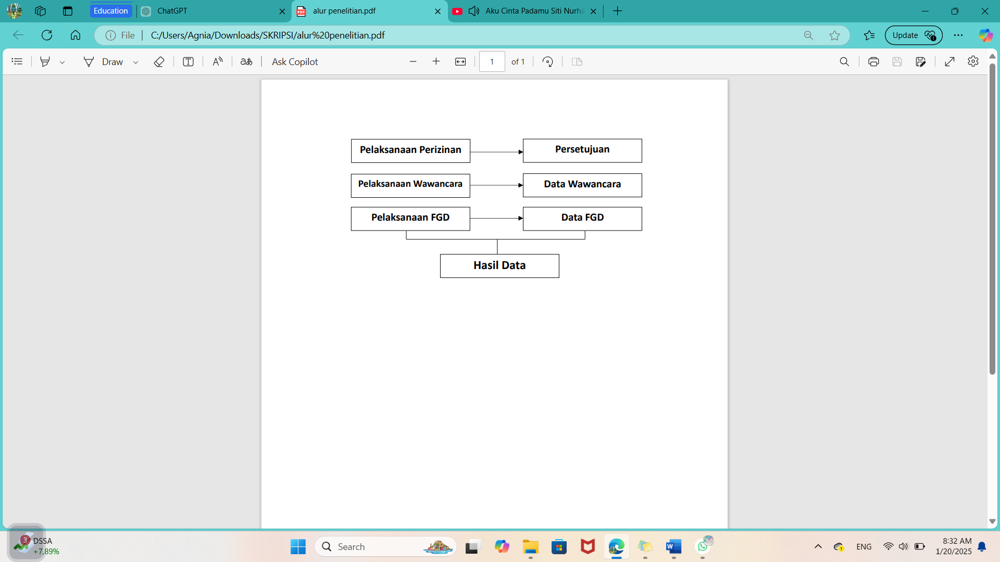 Education
ChatGPT
alur penelitian.pdf
Aku Cinta Padamu Siti Nurha
File
C:/Users/Agnia/Downloads/SKRIPSI/alur%20penelitian.pdf
Update
Draw
Ask Copilot
1 of 1
Pelaksanaan Perizinan
Persetujuan
Pelaksanaan Wawancara
Data Wawancara
Pelaksanaan FGD
Data FGD
Hasil Data
3
DSSA
+7,89%
Search
ENG
8:32 AM
1/20/2025